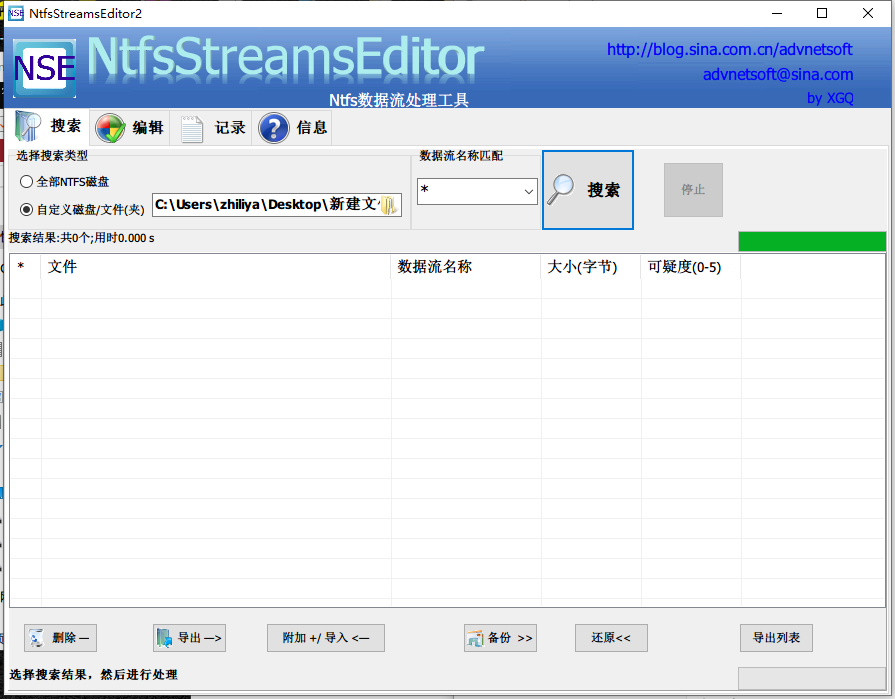 NtfsStreamsEditor2
NSE
NtfsStreamsEditor
Ntfs数据流处理工具
http://blog.sina.com.cn/advnetsoft
advnetsoft@sina.com
by XGQ
搜索 编辑 记录 信息
选择搜索类型
全部NTFS磁盘
自定义磁盘/文件(夹) C:\Users\zhiliya\Desktop\新建文
数据流名称匹配
*
搜索
停止
搜索结果:共0个;用时0.000 s
* 文件 数据流名称 大小(字节) 可疑度(0-5)
删除 — 导出 —> 附加 +/ 导入 <— 备份 >> 还原<< 导出列表
选择搜索结果，然后进行处理